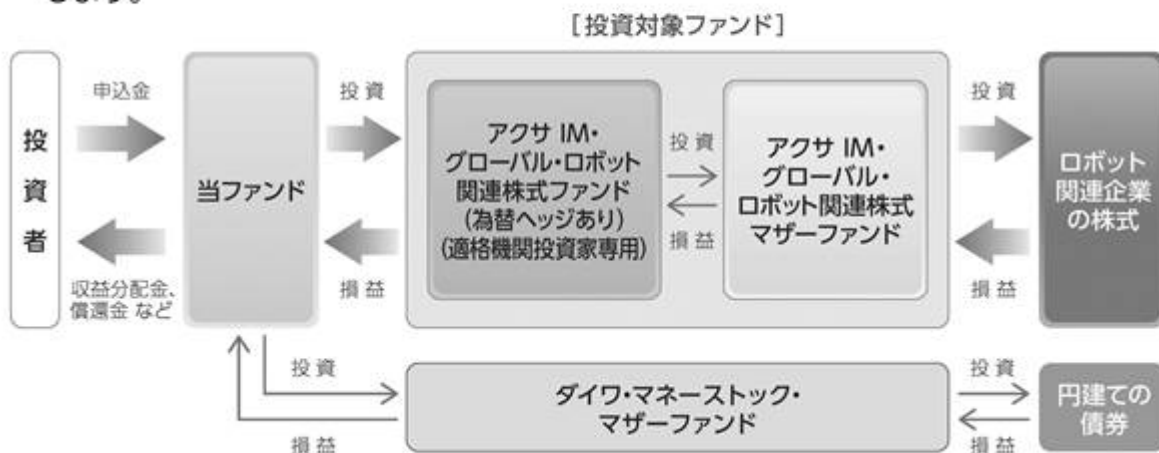 します。
[投資対象ファンド]
投資者
申込金
収益分配金、
償還金 など
当ファンド
投 資
損 益
アクサ IM・
グローバル・ロボット
関連株式ファンド
(為替ヘッジあり)
(適格機関投資家専用)
投 資
損 益
アクサ IM・
グローバル・
ロボット関連株式
マザーファンド
投 資
損 益
ロボット
関連企業
の株式
投 資
損 益
ダイワ・マネーストック・
マザーファンド
投 資
損 益
円建ての
債券